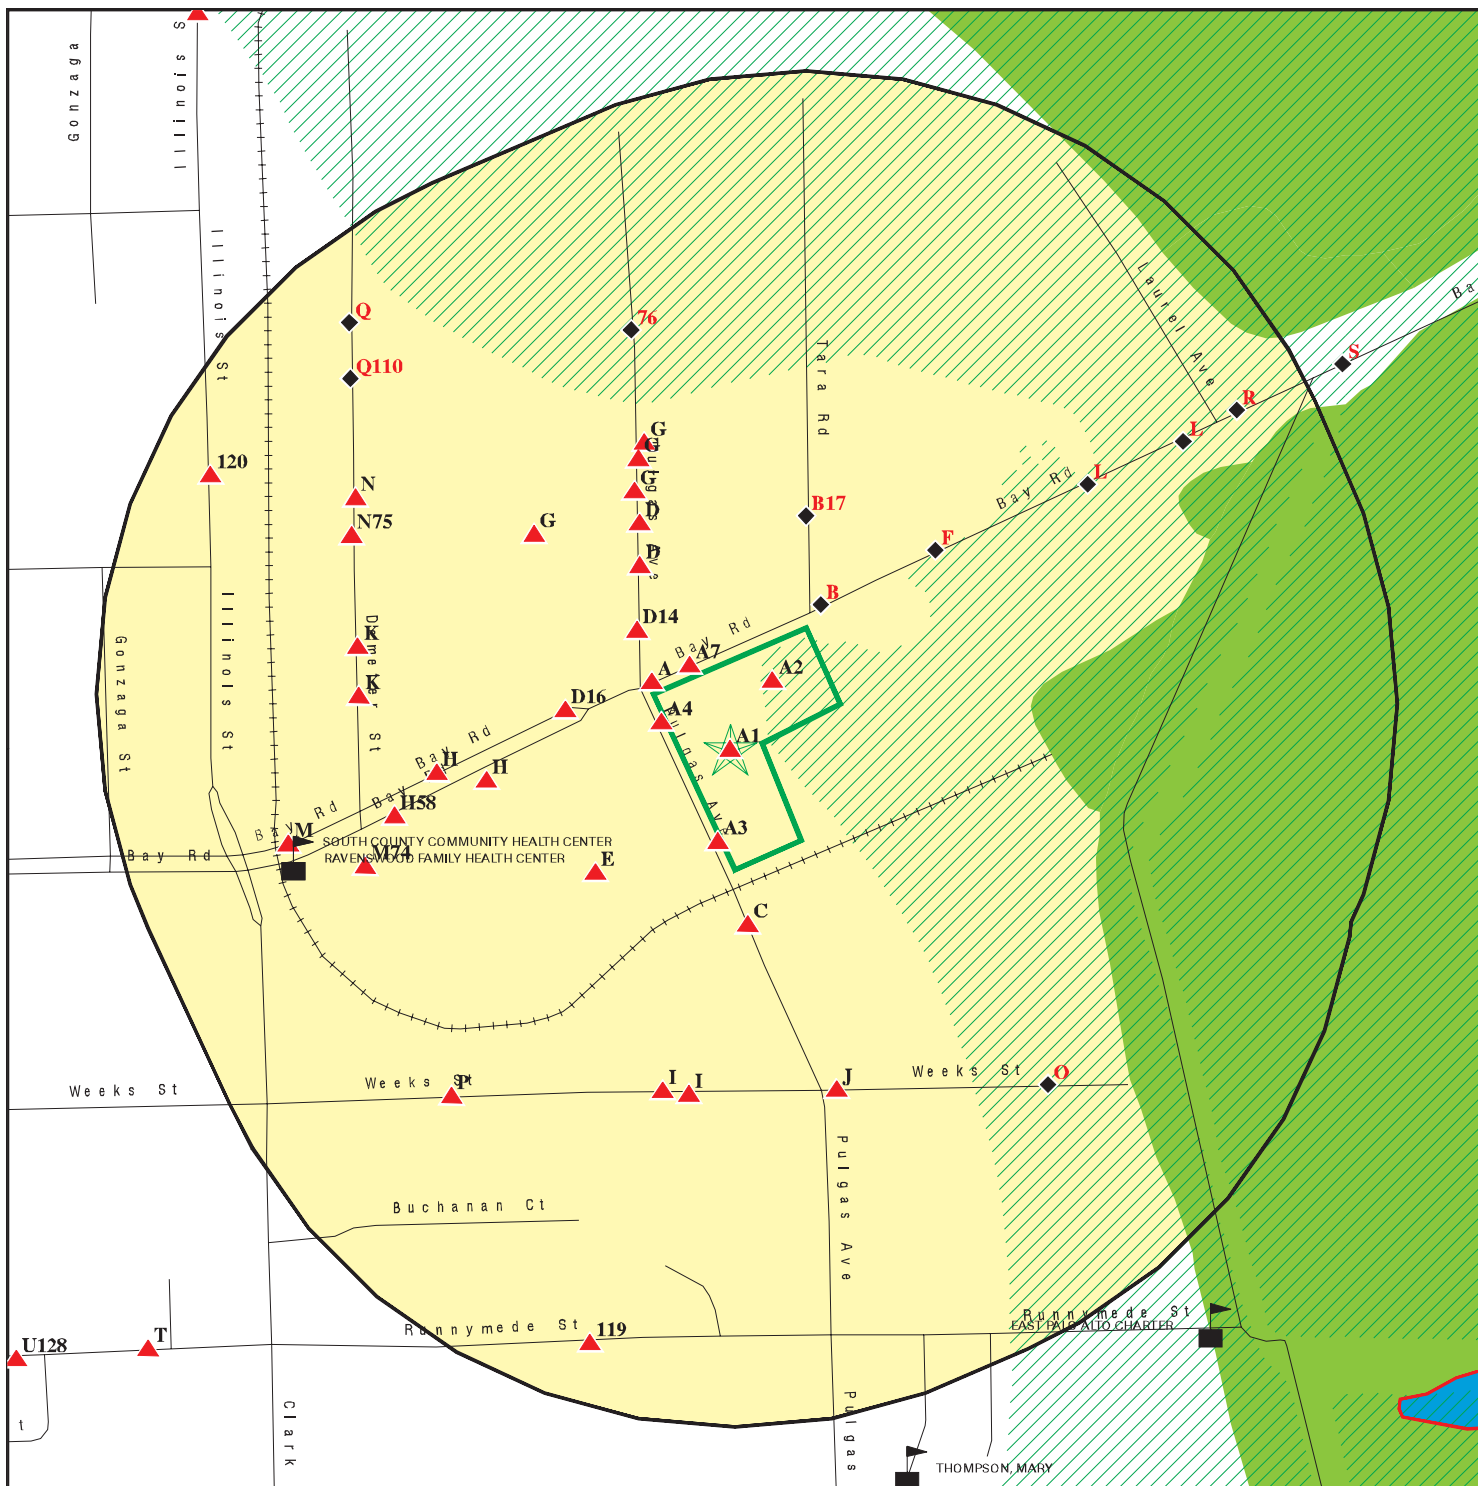 Gonzaga
Illinois S
Illinois St
Q
76
Laurel Ave
Ba
S
Q110
Tara Rd
R
G
G
L
120
N
G
L
Bay Rd
N75
G
D
B17
D
F
B
Illinois St
Gonzaga St
K
D14
Bay Rd
A7
A
A2
K
D16
A4
Pulgas Ave
A1
Bay Rd
H
H
Bay
H58
Bay Rd
M
SOUTH COUNTY COMMUNITY HEALTH CENTER
RAVENSWOOD FAMILY HEALTH CENTER
Bay Rd
M74
E
A3
C
Weeks St
Weeks St
P
I
I
J
Weeks St
O
Pulgas Ave
Buchanan Ct
Runnymede St
119
Runnymede St
EAST PALO ALTO CHARTER
U128
T
t
Clark
Pulgas
THOMPSON, MARY